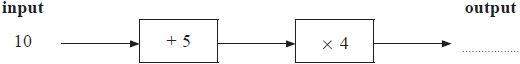 input output
10 + 5 × 4 ....................